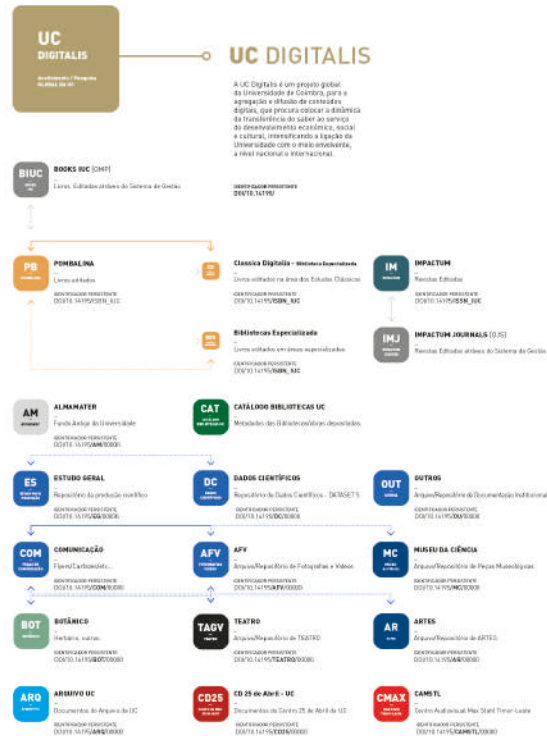 UC
DIGITALIS
UC DIGITALIS
A UC Digitalis é um projeto global
da Universidade de Coimbra, para a
agregação e difusão de conteúdos
digitais, que procura colocar a dinâmica
da transferência do saber ao serviço
do desenvolvimento económico, social
e cultural, intensificando a ligação da
Universidade com o meio envolvente,
a nível nacional e internacional.
BIUC
BOOKS IUC (OMP)
Livros Editados através do Sistema de Gestão
IDENTIFICADOR PERSISTENTE
DOI/10.14195/
PB
POMBALINA
POMBALINA
Livros editados
IDENTIFICADOR PERSISTENTE
DOI/10.14195/ISBN_IUC
Classica Digitalia - Biblioteca Especializada
Livros editados na área dos Estudos Clássicos
IDENTIFICADOR PERSISTENTE
DOI/10.14195/ISBN_IUC
IM
IMPACTUM
IMPACTUM
Revistas Editadas
IDENTIFICADOR PERSISTENTE
DOI/10.14195/ISSN_IUC
Bibliotecas Especializada
Livros editados em áreas especializadas
IDENTIFICADOR PERSISTENTE
DOI/10.14195/ISBN_IUC
IMJ
IMPACTUM JOURNALS (OJS)
Revistas Editadas através do Sistema de Gestão
AM
ALMAMATER
Fundo Antigo da Universidade
IDENTIFICADOR PERSISTENTE
DOI/10.14195/AM/00000
CAT
CATÁLOGO BIBLIOTECAS UC
Metadados das Bibliotecas/obras depositadas
ES
ESTUDO GERAL
Repositório da produção científica
IDENTIFICADOR PERSISTENTE
DOI/10.14195/EG/00000
DC
DADOS CIENTÍFICOS
Repositório de Dados Científicos - DATASETS
IDENTIFICADOR PERSISTENTE
DOI/10.14195/DC/00000
OUT
OUTROS
Arquivo/Repositório de Documentação Institucional
IDENTIFICADOR PERSISTENTE
DOI/10.14195/OU/00000
COM
COMUNICAÇÃO
Flyers/Cartazes/etc.
IDENTIFICADOR PERSISTENTE
DOI/10.14195/COM/00000
AFV
AFV
Arquivo/Repositório de Fotografias e Vídeos
IDENTIFICADOR PERSISTENTE
DOI/10.14195/AFV/00000
MC
MUSEU DA CIÊNCIA
Arquivo/Repositório de Peças Museológicas
IDENTIFICADOR PERSISTENTE
DOI/10.14195/MC/00000
BOT
BOTÂNICO
Herbário, outros.
IDENTIFICADOR PERSISTENTE
DOI/10.14195/BOT/00000
TAGV
TEATRO
Arquivo/Repositório de TEATRO
IDENTIFICADOR PERSISTENTE
DOI/10.14195/TEATRO/00000
AR
ARTES
Arquivo/Repositório de ARTES
IDENTIFICADOR PERSISTENTE
DOI/10.14195/AR/00000
ARQ
ARQUIVO UC
Documentos do Arquivo da UC
IDENTIFICADOR PERSISTENTE
DOI/10.14195/ARQ/00000
CD25
CD 25 de Abril - UC
Documentos do Centro 25 de Abril da UC
IDENTIFICADOR PERSISTENTE
DOI/10.14195/CD25/00000
CMAX
CAMSTL
Centro Audiovisual Max Stahl Timor-Leste
IDENTIFICADOR PERSISTENTE
DOI/10.14195/CAMSTL/00000